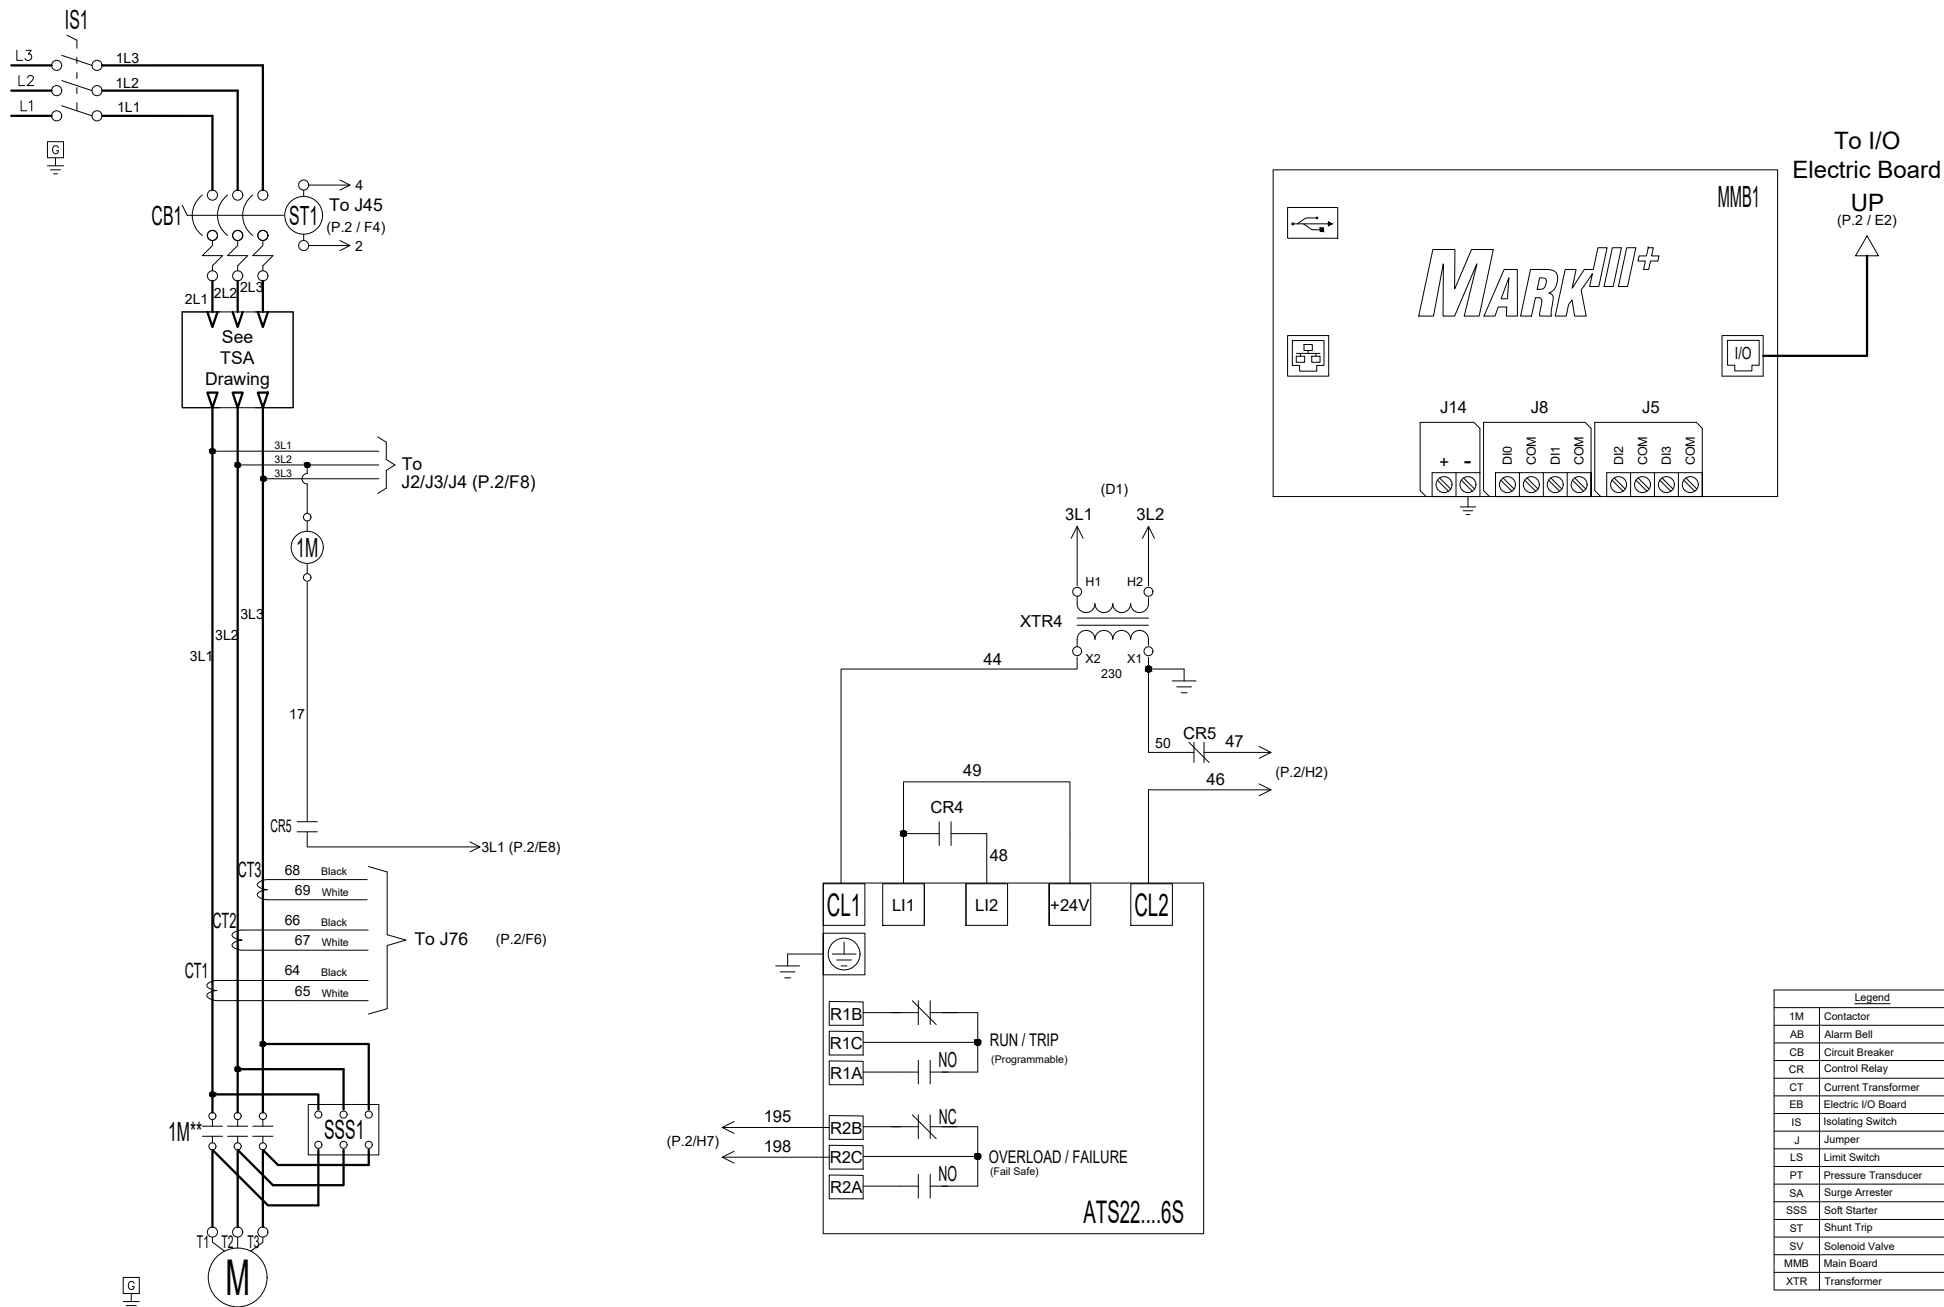 IS1
L3 1L3
L2 1L2
L1 1L1
G
CB1
ST1
4
To J45
(P.2 / F4)
2
2L1 2L2 2L3
See
TSA
Drawing
3L1
3L2
3L3
To
J2/J3/J4 (P.2/F8)
1M
3L3
3L2
3L1
17
CR5
3L1 (P.2/E8)
CT3 68 Black
69 White
CT2 66 Black
67 White
To J76 (P.2/F6)
CT1 64 Black
65 White
1M**
SSS1
T1 T2 T3
M
G
(D1)
3L1 3L2
H1 H2
XTR4
X2 X1
230
44
50 CR5 47
(P.2/H2)
46
49
CR4
48
CL1 LI1 LI2 +24V CL2
R1B
R1C RUN / TRIP
(Programmable)
R1A NO
195 R2B NC
(P.2/H7)
198 R2C OVERLOAD / FAILURE
(Fail Safe)
R2A NO
ATS22....6S
To I/O
Electric Board
UP
(P.2 / E2)
MMB1
MARK III+
I/O
J14 J8 J5
+ - DI0 COM DI1 COM DI2 COM DI3 COM
Legend
1M Contactor
AB Alarm Bell
CB Circuit Breaker
CR Control Relay
CT Current Transformer
EB Electric I/O Board
IS Isolating Switch
J Jumper
LS Limit Switch
PT Pressure Transducer
SA Surge Arrester
SSS Soft Starter
ST Shunt Trip
SV Solenoid Valve
MMB Main Board
XTR Transformer